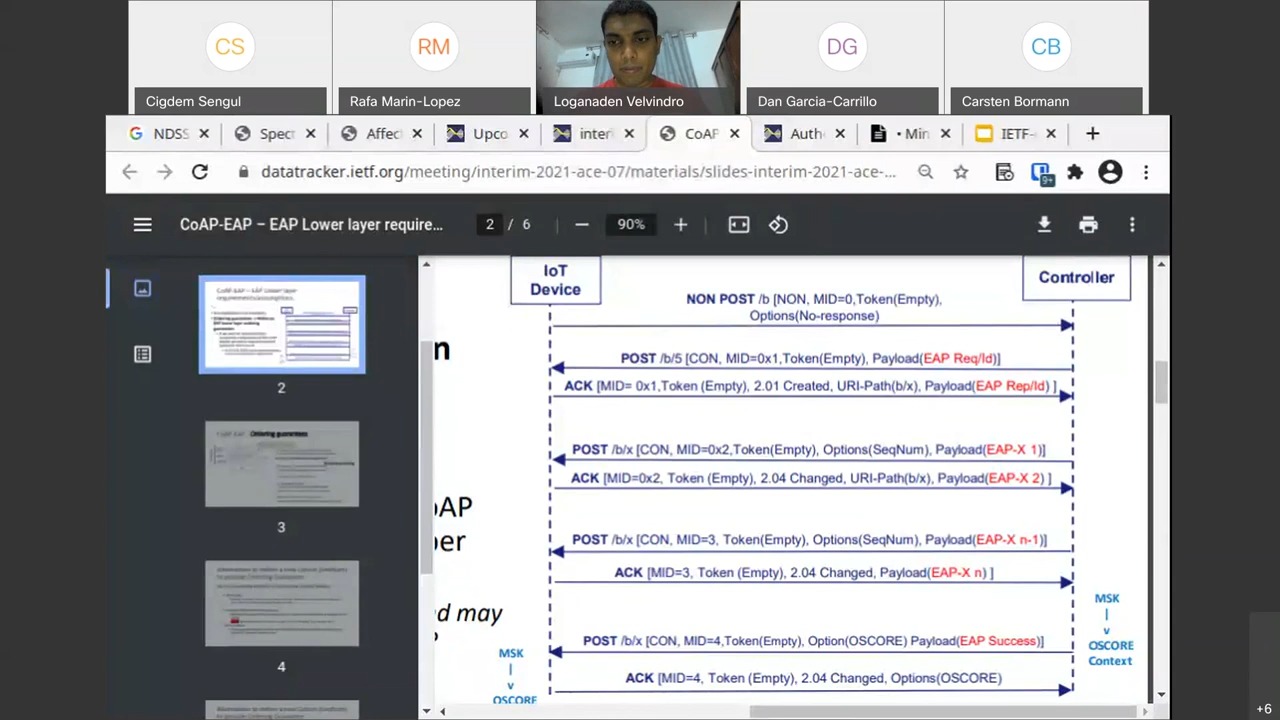 CS
RM
DG
CB
Cigdem Sengul
Rafa Marin-Lopez
Loganaden Velvindro
Dan Garcia-Carrillo
Carsten Bormann
NDSS
Spect
Affec
Upco
interi
CoAP
Auth
• Min
IETF-
datatracker.ietf.org/meeting/interim-2021-ace-07/materials/slides-interim-2021-ace-...
9+
CoAP-EAP – EAP Lower layer require...
2 / 6
90%
2
3
4
n
oAP
per
d may
?
IoT
Device
Controller
NON POST /b [NON, MID=0,Token(Empty),
Options(No-response)
POST /b/5 [CON, MID=0x1,Token(Empty), Payload(EAP Req/Id)]
ACK [MID= 0x1,Token (Empty), 2.01 Created, URI-Path(b/x), Payload(EAP Rep/Id) ]
POST /b/x [CON, MID=0x2,Token(Empty), Options(SeqNum), Payload(EAP-X 1)]
ACK [MID=0x2, Token (Empty), 2.04 Changed, URI-Path(b/x), Payload(EAP-X 2) ]
POST /b/x [CON, MID=3, Token(Empty), Options(SeqNum), Payload(EAP-X n-1)]
ACK [MID=3, Token (Empty), 2.04 Changed, Payload(EAP-X n) ]
MSK
|
v
OSCORE
Context
POST /b/x [CON, MID=4,Token(Empty), Option(OSCORE) Payload(EAP Success)]
MSK
|
v
OSCORE
ACK [MID=4, Token (Empty), 2.04 Changed, Options(OSCORE)
+6